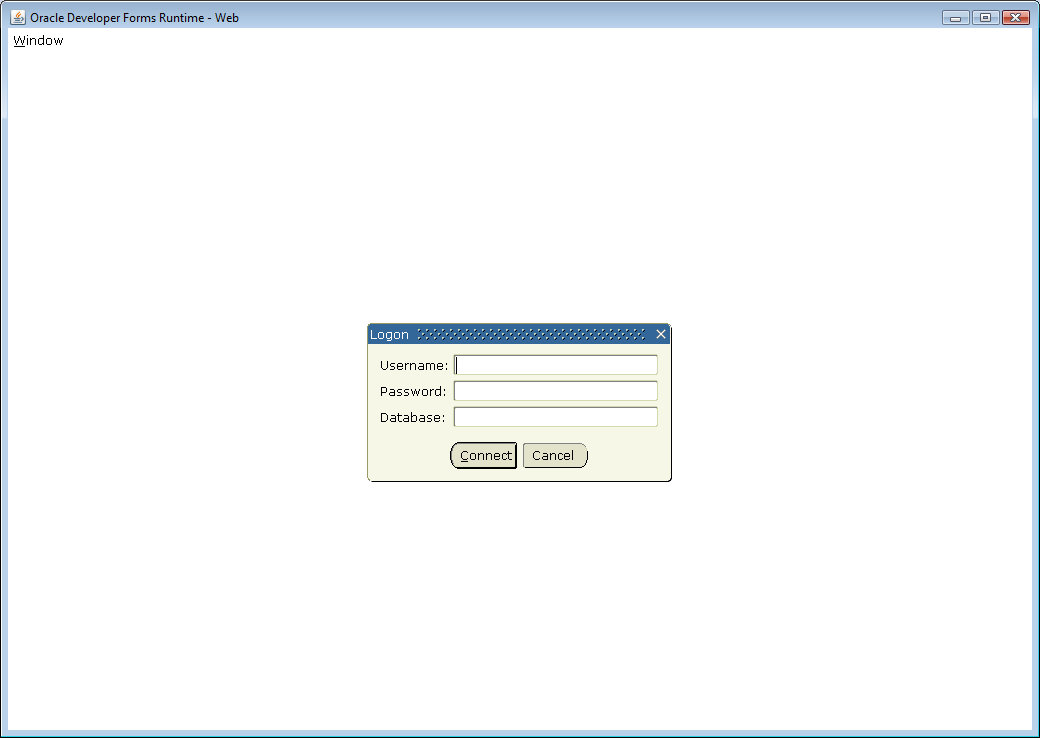 Oracle Developer Forms Runtime - Web
Window
Logon
Username:
Password:
Database:
Connect Cancel